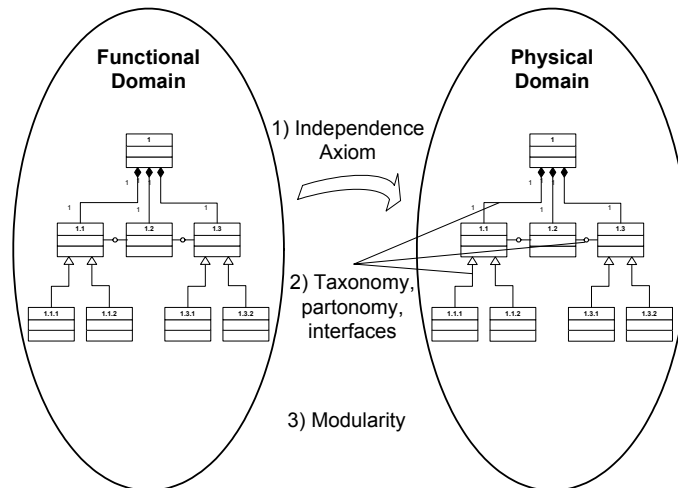 Functional
Domain
1
1
1
1
1
1.1
1.2
1.3
1.1.1
1.1.2
1.3.1
1.3.2
1) Independence
Axiom
2) Taxonomy,
partonomy,
interfaces
3) Modularity
Physical
Domain
1
1
1
1
1
1.1
1.2
1.3
1.1.1
1.1.2
1.3.1
1.3.2